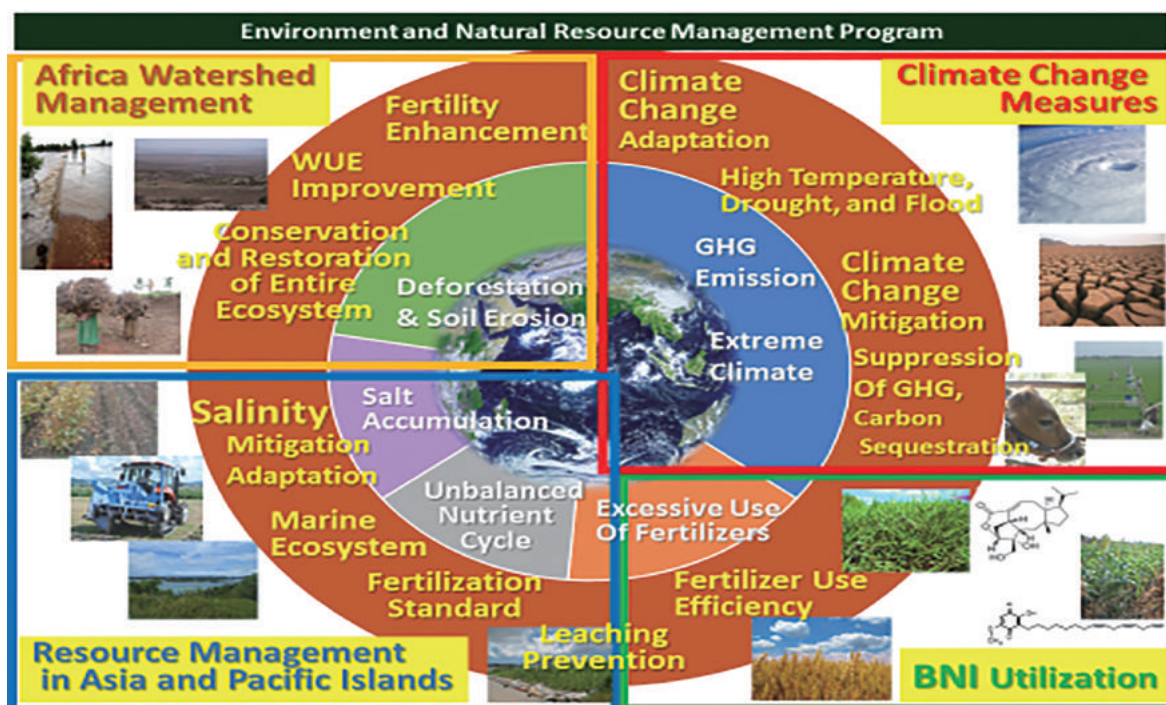 Environment and Natural Resource Management Program
Africa Watershed
Management
Fertility
Enhancement
WUE
Improvement
Conservation
and Restoration
of Entire
Ecosystem
Deforestation
& Soil Erosion
Climate Change
Measures
Climate
Change
Adaptation
High Temperature,
Drought, and Flood
GHG
Emission
Extreme
Climate
Climate
Change
Mitigation
Suppression
Of GHG,
Carbon
Sequestration
Salt
Accumulation
Salinity
Mitigation
Adaptation
Unbalanced
Nutrient
Cycle
Marine
Ecosystem
Fertilization
Standard
Leaching
Prevention
Resource Management
in Asia and Pacific Islands
Excessive Use
Of Fertilizers
Fertilizer Use
Efficiency
BNI Utilization